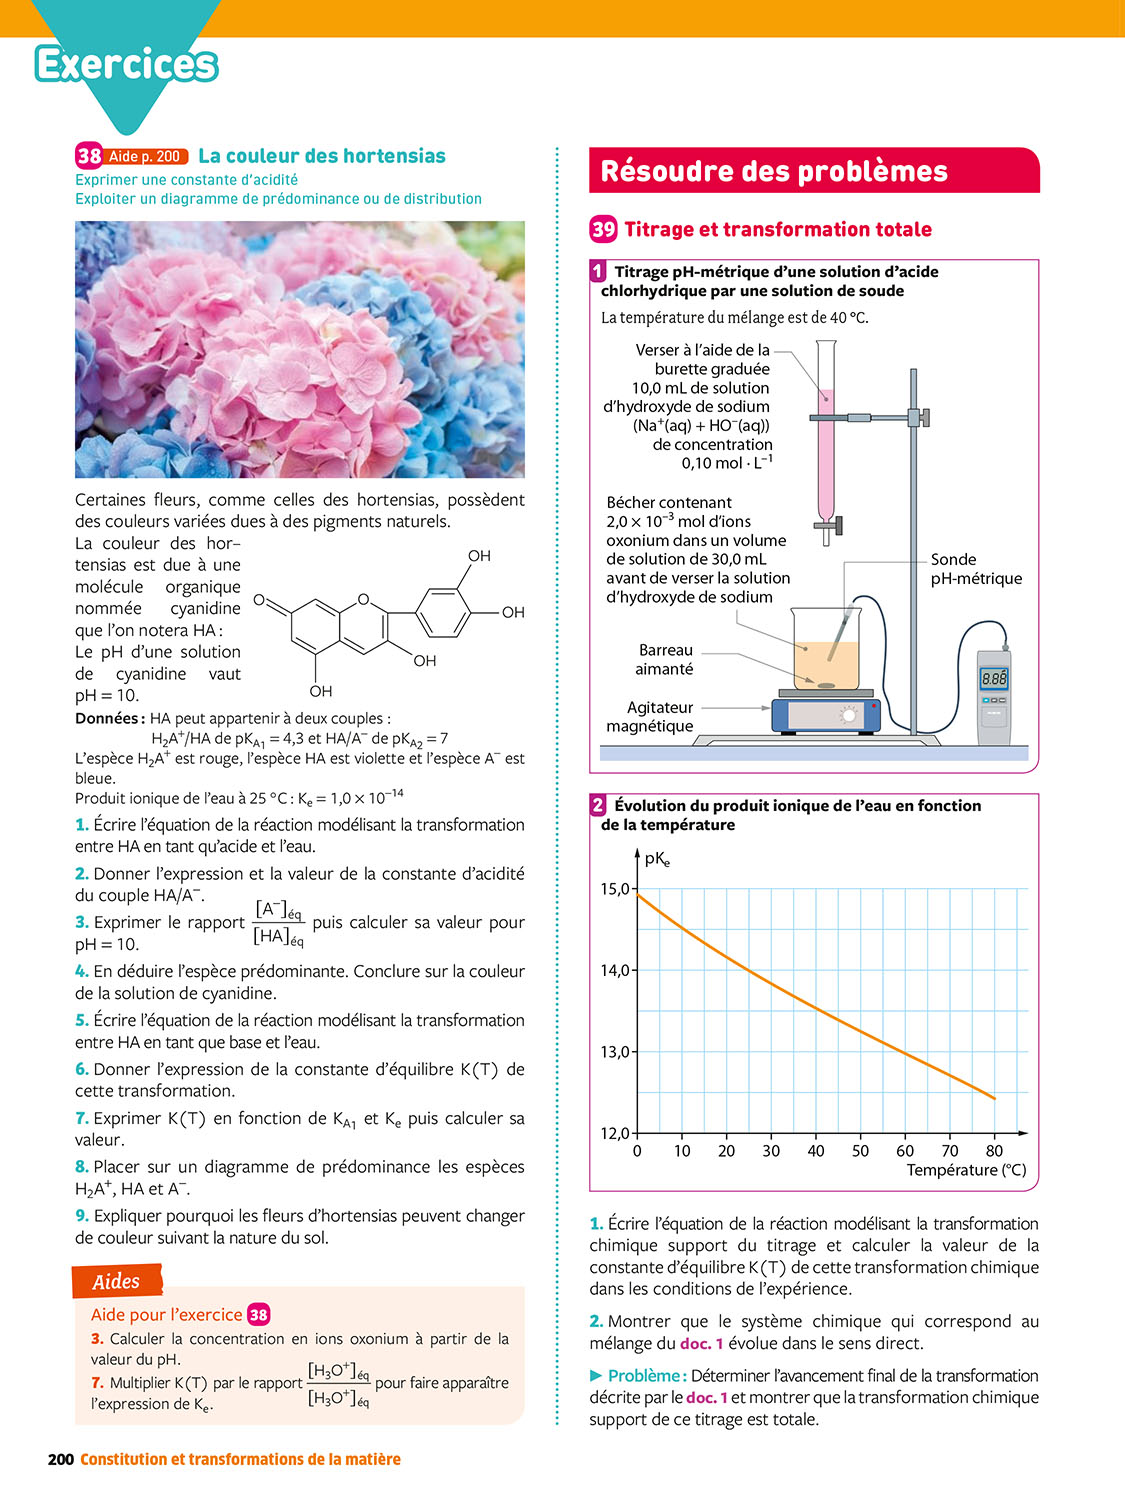 Exercices
38 Aide p. 200 La couleur des hortensias
Exprimer une constante d'acidité
Exploiter un diagramme de prédominance ou de distribution
Certaines fleurs, comme celles des hortensias, possèdent
des couleurs variées dues à des pigments naturels.
La couleur des hor-
tensias est due à une
molécule organique
nommée cyanidine
que l'on notera HA :
Le pH d'une solution
de cyanidine vaut
pH = 10.
OH
O
O
OH
OH
OH
Données : HA peut appartenir à deux couples :
H₂A⁺/HA de pK_A1 = 4,3 et HA/A⁻ de pK_A2 = 7
L'espèce H₂A⁺ est rouge, l'espèce HA est violette et l'espèce A⁻ est
bleue.
Produit ionique de l'eau à 25 °C : Kₑ = 1,0 × 10⁻¹⁴
1. Écrire l'équation de la réaction modélisant la transformation
entre HA en tant qu'acide et l'eau.
2. Donner l'expression et la valeur de la constante d'acidité
du couple HA/A⁻.
3. Exprimer le rapport [A⁻]éq / [HA]éq puis calculer sa valeur pour
pH = 10.
4. En déduire l'espèce prédominante. Conclure sur la couleur
de la solution de cyanidine.
5. Écrire l'équation de la réaction modélisant la transformation
entre HA en tant que base et l'eau.
6. Donner l'expression de la constante d'équilibre K(T) de
cette transformation.
7. Exprimer K(T) en fonction de K_A1 et Kₑ puis calculer sa
valeur.
8. Placer sur un diagramme de prédominance les espèces
H₂A⁺, HA et A⁻.
9. Expliquer pourquoi les fleurs d'hortensias peuvent changer
de couleur suivant la nature du sol.
Aides
Aide pour l'exercice 38
3. Calculer la concentration en ions oxonium à partir de la
valeur du pH.
7. Multiplier K(T) par le rapport [H₃O⁺]éq / [H₃O⁺]éq pour faire apparaître
l'expression de Kₑ.
Résoudre des problèmes
39 Titrage et transformation totale
1 Titrage pH-métrique d'une solution d'acide
chlorhydrique par une solution de soude
La température du mélange est de 40 °C.
Verser à l'aide de la
burette graduée
10,0 mL de solution
d'hydroxyde de sodium
(Na⁺(aq) + HO⁻(aq))
de concentration
0,10 mol · L⁻¹
Bécher contenant
2,0 × 10⁻³ mol d'ions
oxonium dans un volume
de solution de 30,0 mL
avant de verser la solution
d'hydroxyde de sodium
Sonde
pH-métrique
Barreau
aimanté
8.88
Agitateur
magnétique
2 Évolution du produit ionique de l'eau en fonction
de la température
pKₑ
15,0
14,0
13,0
12,0
0 10 20 30 40 50 60 70 80
Température (°C)
1. Écrire l'équation de la réaction modélisant la transformation
chimique support du titrage et calculer la valeur de la
constante d'équilibre K(T) de cette transformation chimique
dans les conditions de l'expérience.
2. Montrer que le système chimique qui correspond au
mélange du doc. 1 évolue dans le sens direct.
▶ Problème : Déterminer l'avancement final de la transformation
décrite par le doc. 1 et montrer que la transformation chimique
support de ce titrage est totale.
200 Constitution et transformations de la matière